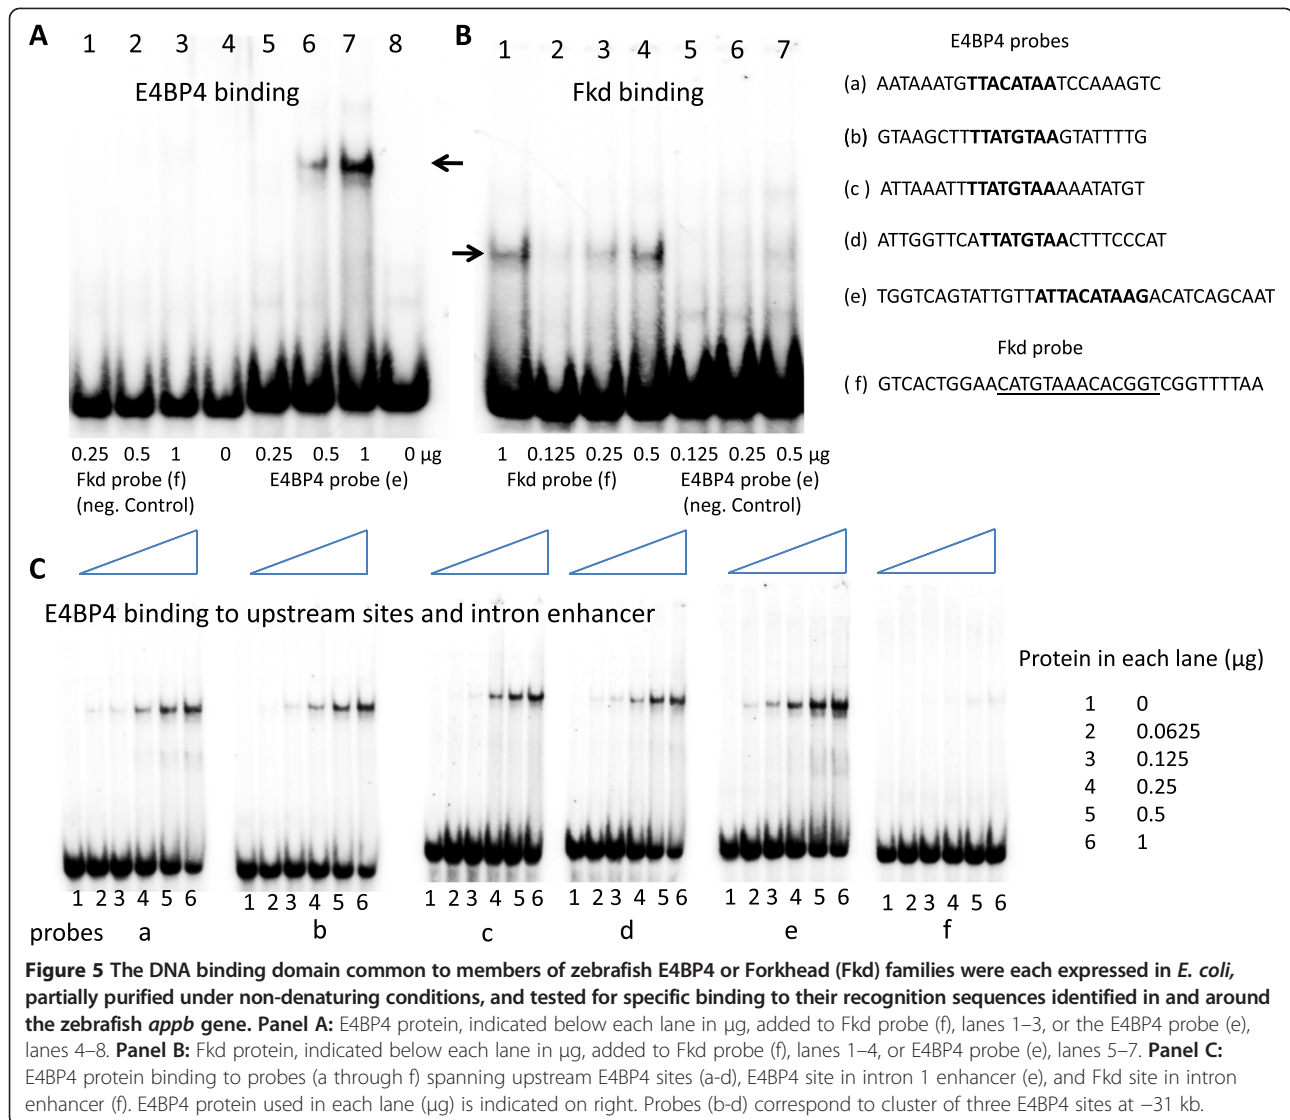 A
1 2 3 4 5 6 7 8
E4BP4 binding
0.25 0.5 1 0 0.25 0.5 1 0 µg
Fkd probe (f) E4BP4 probe (e)
(neg. Control)
B
1 2 3 4 5 6 7
Fkd binding
1 0.125 0.25 0.5 0.125 0.25 0.5 µg
Fkd probe (f) E4BP4 probe (e)
(neg. Control)
E4BP4 probes
(a) AATAAATGTTACATAATCCAAAGTC
(b) GTAAGCTTTTATGTAAGTATTTTG
(c ) ATTAAATTTTATGTAAAAATATGT
(d) ATTGGTTCATTATGTAACTTTCCCAT
(e) TGGTCAGTATTGTTATTACATAAGACATCAGCAAT
Fkd probe
( f) GTCACTGGAACATGTAAACACGGTCGGTTTTAA
C
E4BP4 binding to upstream sites and intron enhancer
1 2 3 4 5 6 1 2 3 4 5 6 1 2 3 4 5 6 1 2 3 4 5 6 1 2 3 4 5 6 1 2 3 4 5 6
probes a b c d e f
Protein in each lane (µg)
1 0
2 0.0625
3 0.125
4 0.25
5 0.5
6 1
Figure 5 The DNA binding domain common to members of zebrafish E4BP4 or Forkhead (Fkd) families were each expressed in E. coli,
partially purified under non-denaturing conditions, and tested for specific binding to their recognition sequences identified in and around
the zebrafish appb gene. Panel A: E4BP4 protein, indicated below each lane in µg, added to Fkd probe (f), lanes 1–3, or the E4BP4 probe (e),
lanes 4–8. Panel B: Fkd protein, indicated below each lane in µg, added to Fkd probe (f), lanes 1–4, or E4BP4 probe (e), lanes 5–7. Panel C:
E4BP4 protein binding to probes (a through f) spanning upstream E4BP4 sites (a-d), E4BP4 site in intron 1 enhancer (e), and Fkd site in intron
enhancer (f). E4BP4 protein used in each lane (µg) is indicated on right. Probes (b-d) correspond to cluster of three E4BP4 sites at −31 kb.